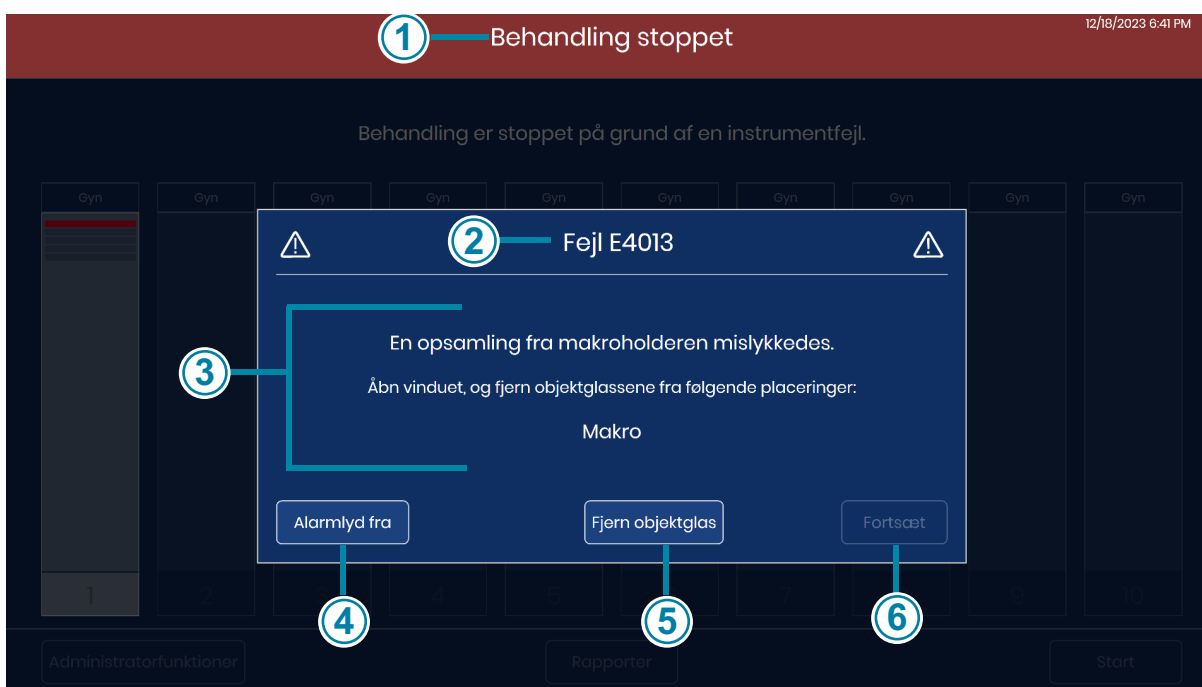 1 Behandling stoppet 12/18/2023 6:41 PM
Behandling er stoppet på grund af en instrumentfejl.
Gyn Gyn Gyn Gyn Gyn Gyn Gyn Gyn Gyn Gyn
2 Fejl E4013
3
En opsamling fra makroholderen mislykkedes.
Åbn vinduet, og fjern objektglassene fra følgende placeringer:
Makro
Alarmlyd fra Fjern objektglas Fortsæt
1 2 3 4 5 7 9 10
4 5 6
Administratorfunktioner Rapporter Start